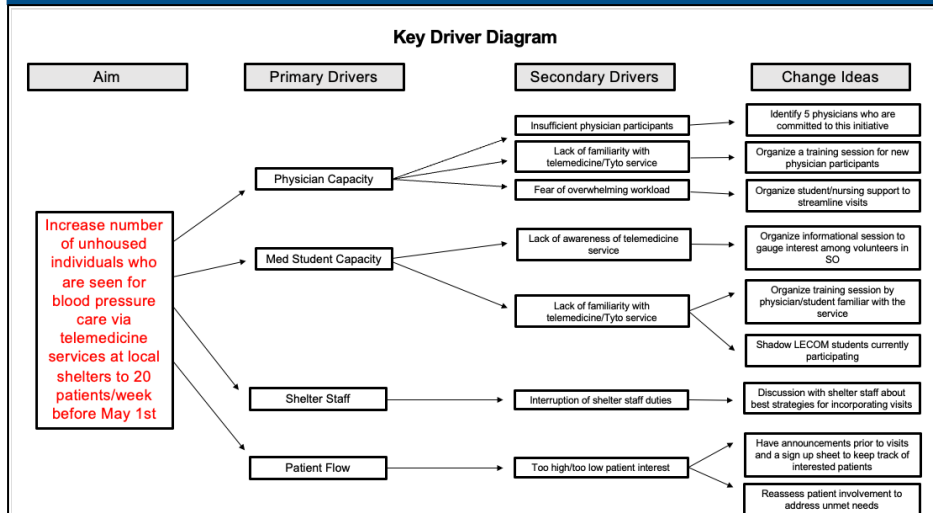 Key Driver Diagram
Aim
Primary Drivers
Secondary Drivers
Change Ideas
Increase number
of unhoused
individuals who
are seen for
blood pressure
care via
telemedicine
services at local
shelters to 20
patients/week
before May 1st
Physician Capacity
Med Student Capacity
Shelter Staff
Patient Flow
Insufficient physician participants
Lack of familiarity with
telemedicine/Tyto service
Fear of overwhelming workload
Lack of awareness of telemedicine
service
Lack of familiarity with
telemedicine/Tyto service
Interruption of shelter staff duties
Too high/too low patient interest
Identify 5 physicians who are
committed to this initiative
Organize a training session for new
physician participants
Organize student/nursing support to
streamline visits
Organize informational session to
gauge interest among volunteers in
SO
Organize training session by
physician/student familiar with the
service
Shadow LECOM students currently
participating
Discussion with shelter staff about
best strategies for incorporating visits
Have announcements prior to visits
and a sign up sheet to keep track of
interested patients
Reassess patient involvement to
address unmet needs